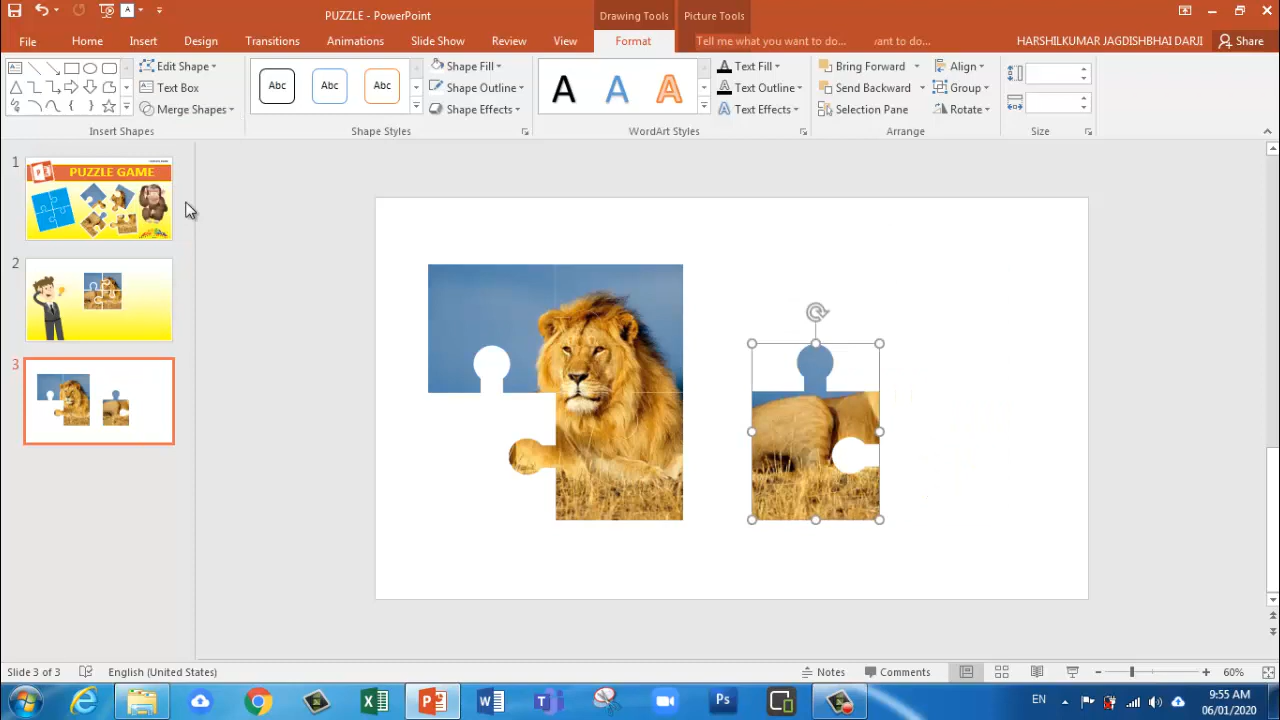 PUZZLE - PowerPoint
Drawing Tools
Picture Tools
File
Home
Insert
Design
Transitions
Animations
Slide Show
Review
View
Format
Tell me what you want to do...
ant to do...
HARSHILKUMAR JAGDISHBHAI DARJI
Share
Edit Shape
Text Box
Merge Shapes
Insert Shapes
Abc
Abc
Abc
Shape Fill
Shape Outline
Shape Effects
Shape Styles
A
A
A
Text Fill
Text Outline
Text Effects
WordArt Styles
Bring Forward
Send Backward
Selection Pane
Align
Group
Rotate
Arrange
Size
1
PUZZLE GAME
2
3
Slide 3 of 3
English (United States)
Notes
Comments
60%
EN
9:55 AM
06/01/2020